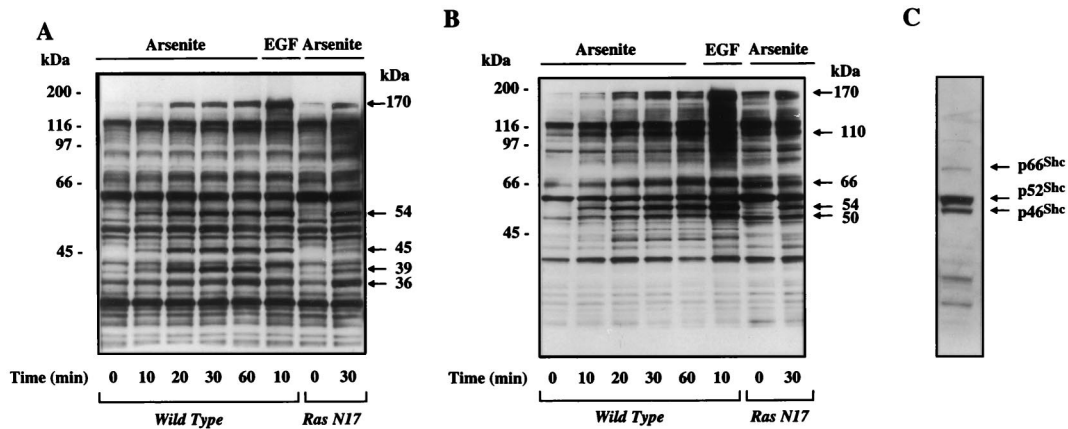 A
Arsenite EGF Arsenite
kDa
kDa
200 -
170
116 -
97 -
66 -
54
45 -
45
39
36
Time (min) 0 10 20 30 60 10 0 30
Wild Type Ras N17
B
Arsenite EGF Arsenite
kDa
kDa
200 -
170
116 -
110
97 -
66 -
66
54
50
45 -
Time (min) 0 10 20 30 60 10 0 30
Wild Type Ras N17
C
p66Shc
p52Shc
p46Shc